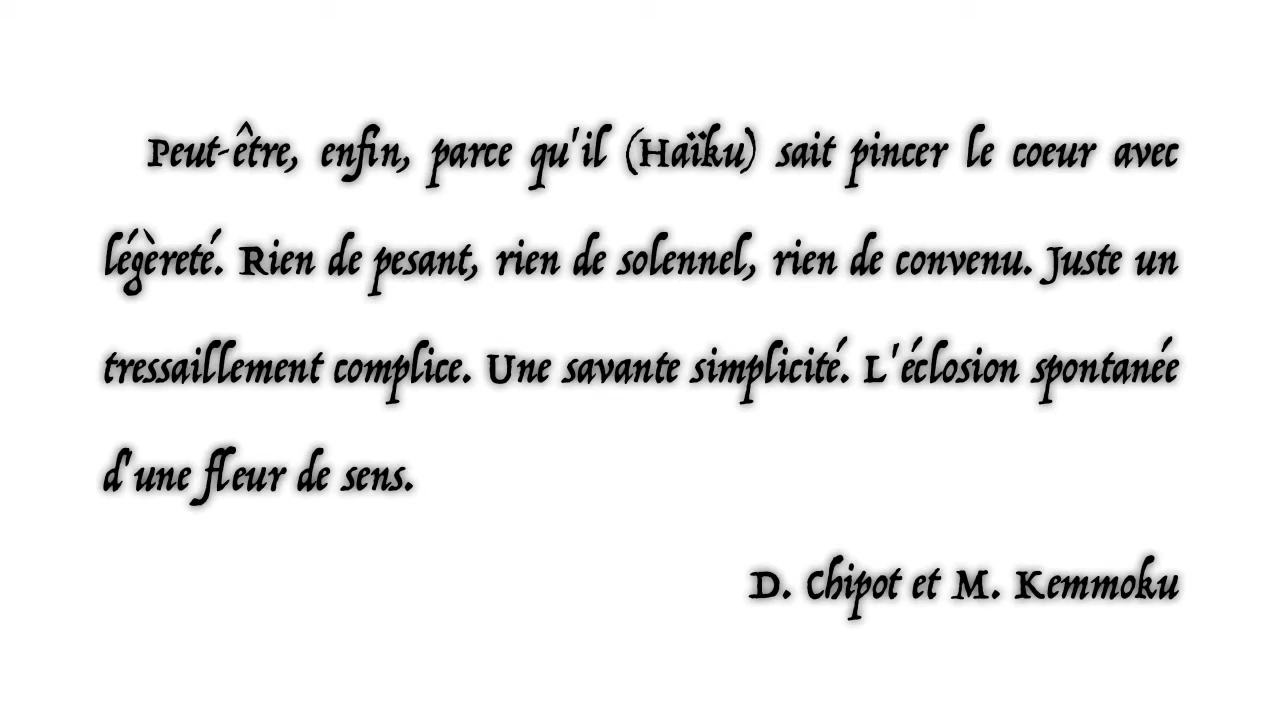 Peut-être, enfin, parce qu'il (Haïku) sait pincer le coeur avec
légèreté. Rien de pesant, rien de solennel, rien de convenu. Juste un
tressaillement complice. Une savante simplicité. L'éclosion spontanée
d'une fleur de sens.
D. Chipot et M. Kemmoku